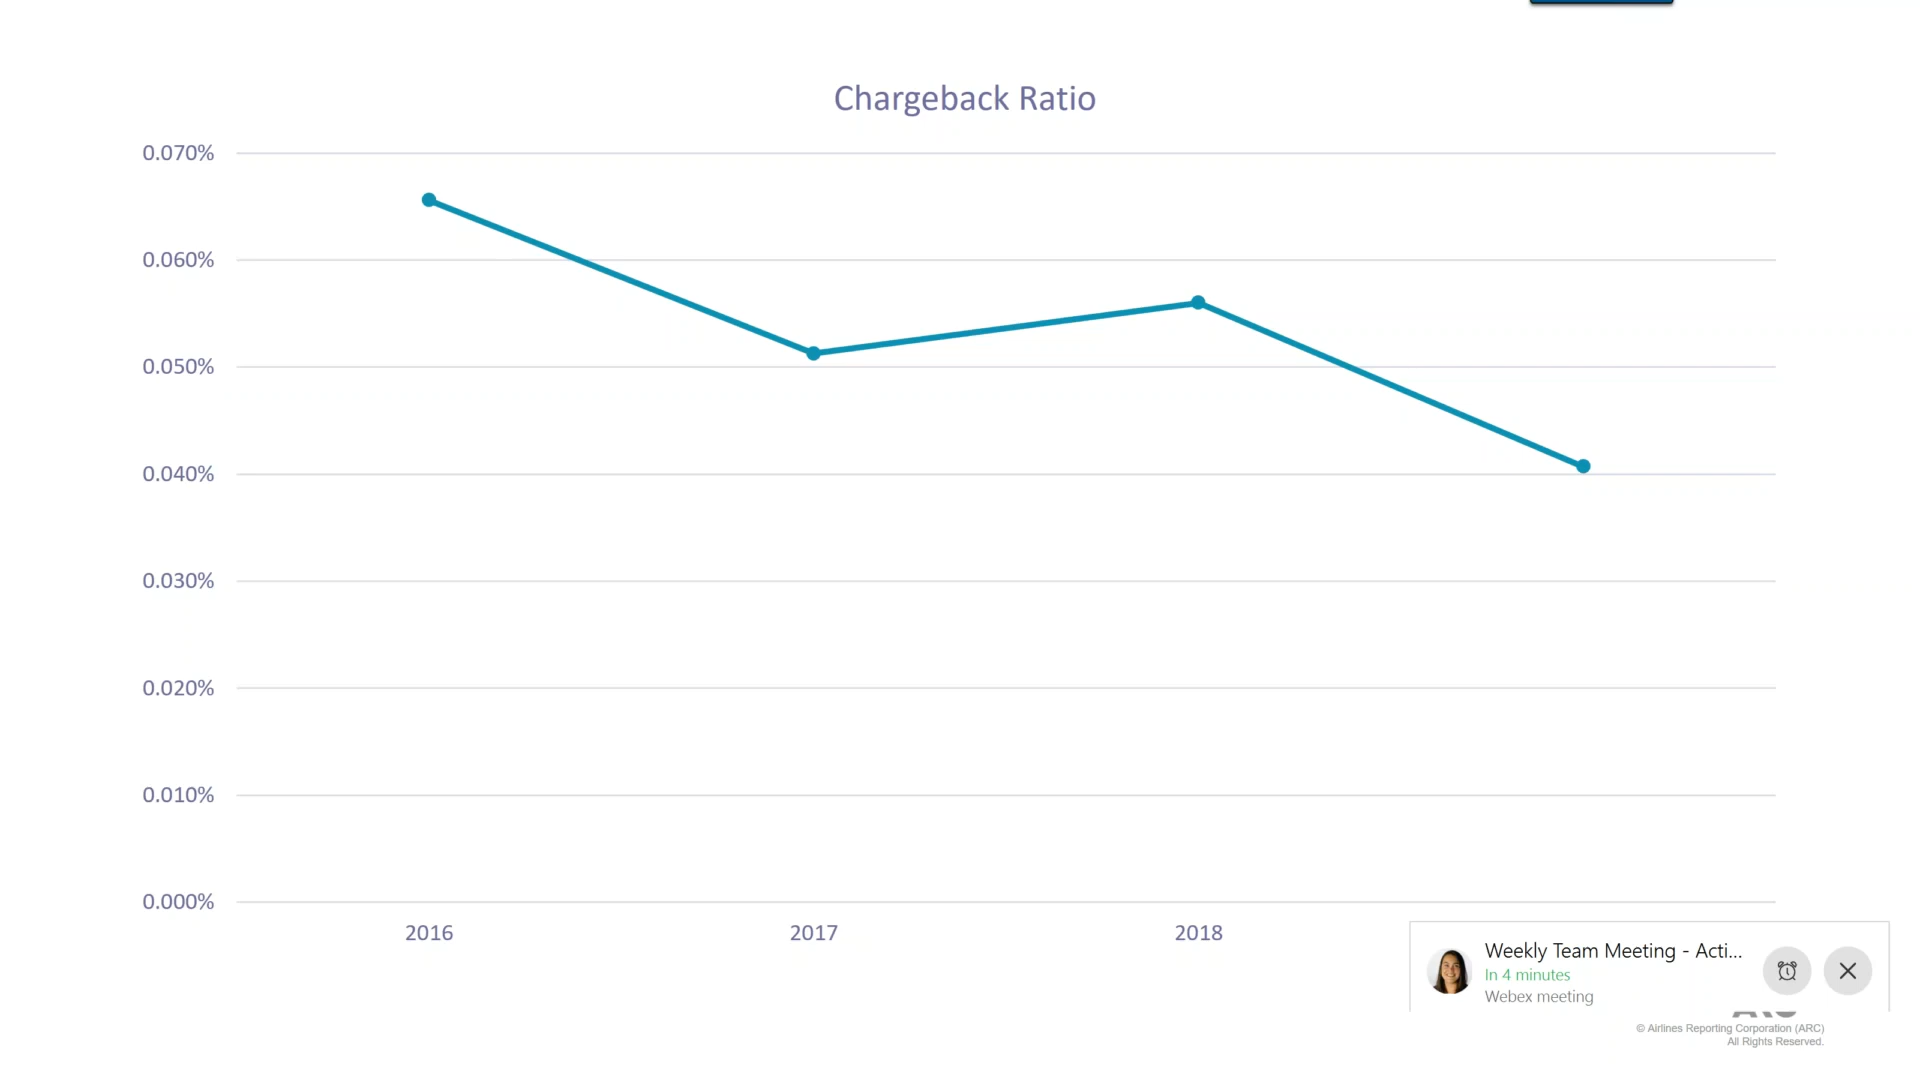 Chargeback Ratio
0.070%
0.060%
0.050%
0.040%
0.030%
0.020%
0.010%
0.000%
2016
2017
2018
Weekly Team Meeting - Acti...
In 4 minutes
Webex meeting
© Airlines Reporting Corporation (ARC)
All Rights Reserved.